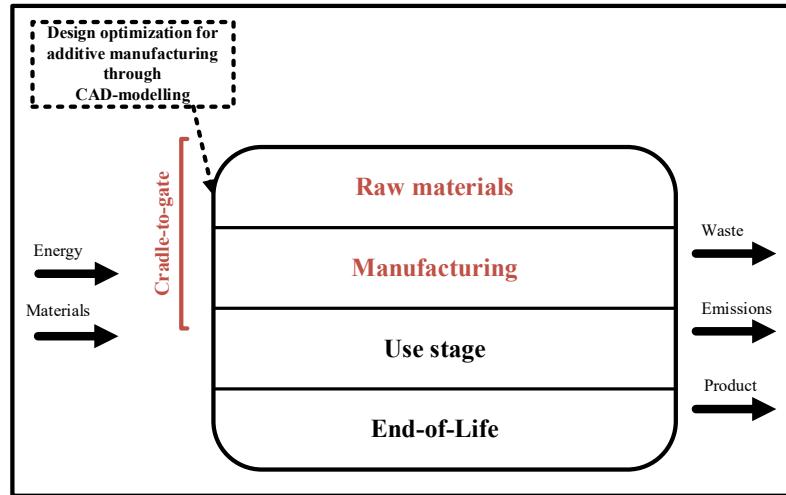 Design optimization for
additive manufacturing
through
CAD-modelling
Cradle-to-gate
Raw materials
Manufacturing
Use stage
End-of-Life
Energy
Materials
Waste
Emissions
Product